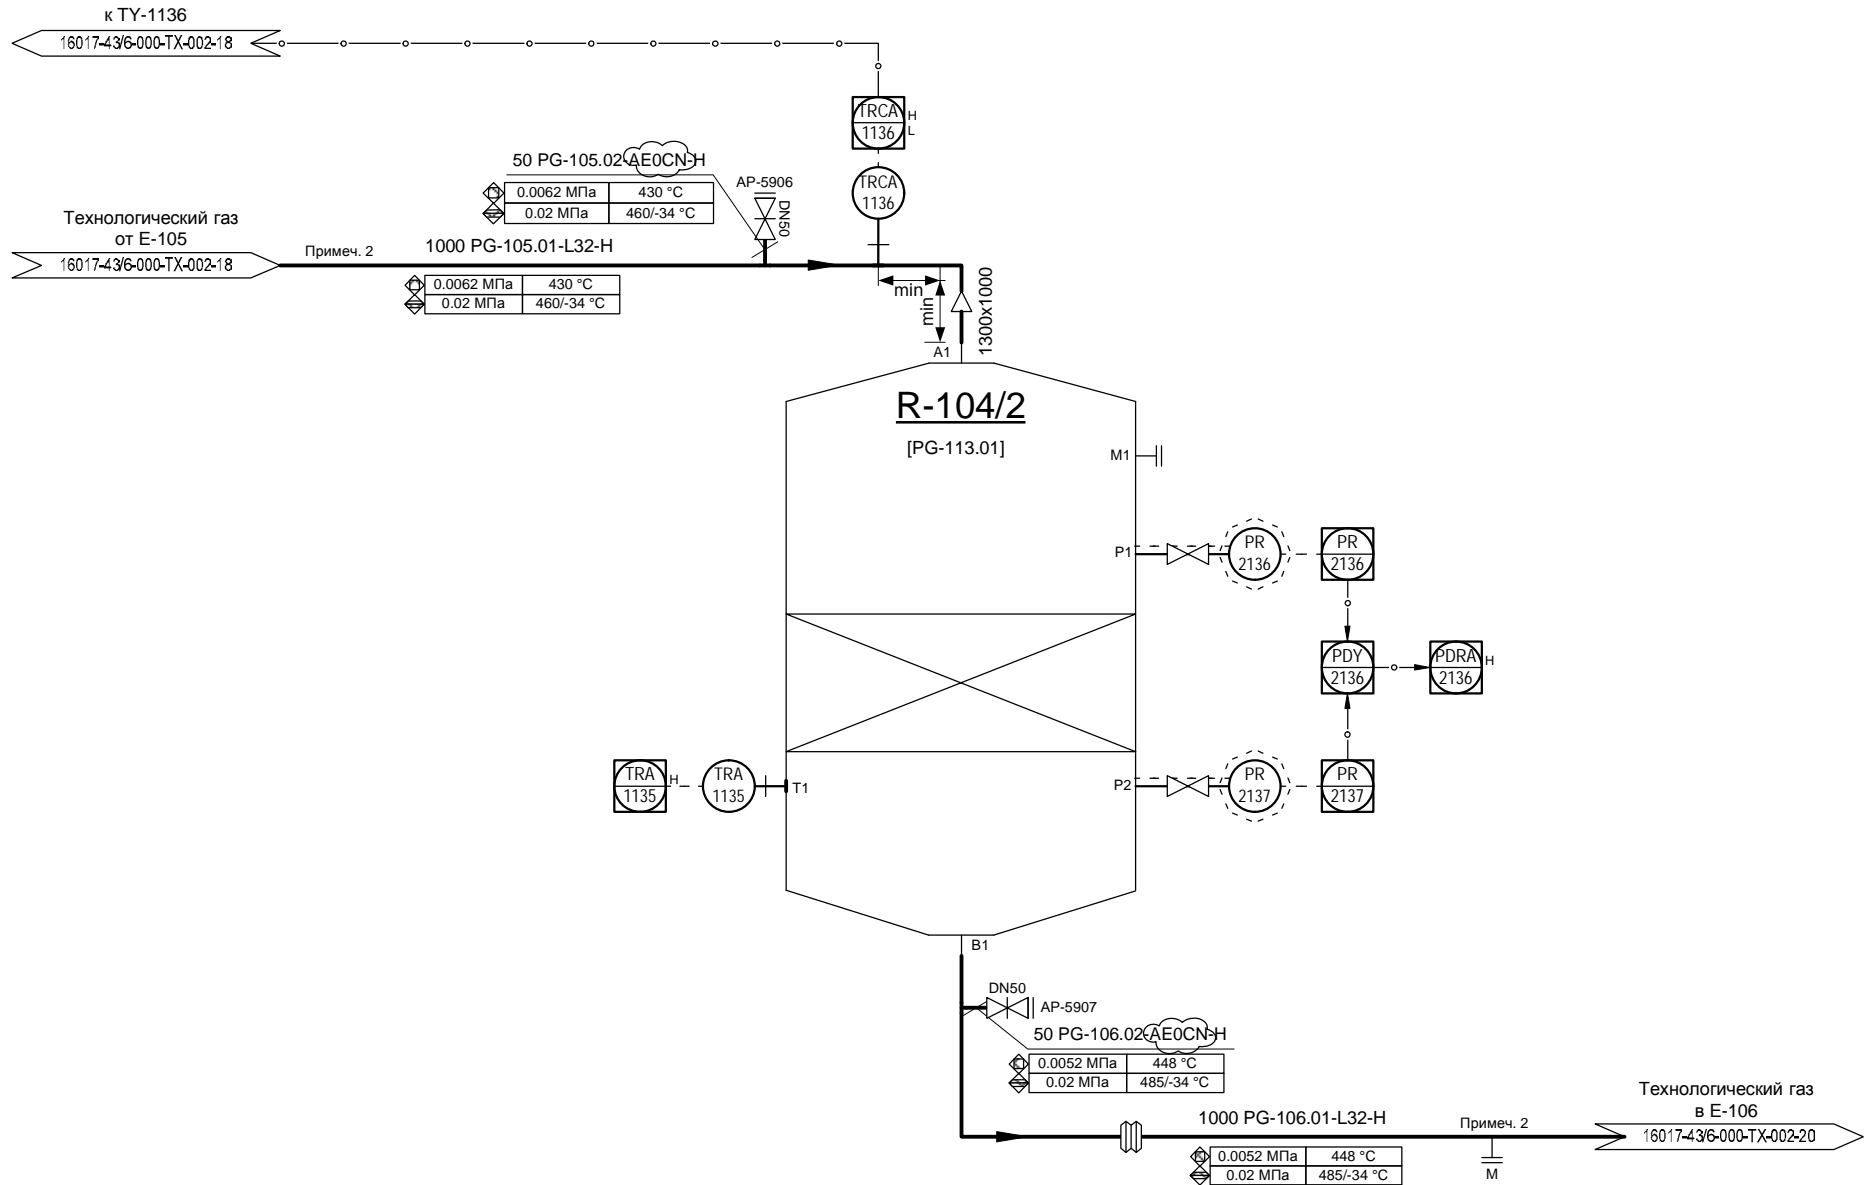 к TY-1136
16017-43/6-000-ТХ-002-18
TRCA
1136
H
L
50 PG-105.02-AE0CN-H
0.0062 МПа 430 °C
0.02 МПа 460/-34 °C
AP-5906
DN50
TRCA
1136
Технологический газ
от E-105
16017-43/6-000-ТХ-002-18
Примеч. 2
1000 PG-105.01-L32-H
0.0062 МПа 430 °C
0.02 МПа 460/-34 °C
min
min
1300x1000
A1
R-104/2
[PG-113.01]
M1
P1
PR
2136
PR
2136
PDY
2136
PDRA
2136
H
TRA
1135
H
TRA
1135
T1
P2
PR
2137
PR
2137
B1
DN50
AP-5907
50 PG-106.02-AE0CN-H
0.0052 МПа 448 °C
0.02 МПа 485/-34 °C
1000 PG-106.01-L32-H
0.0052 МПа 448 °C
0.02 МПа 485/-34 °C
Примеч. 2
M
Технологический газ
в E-106
16017-43/6-000-ТХ-002-20